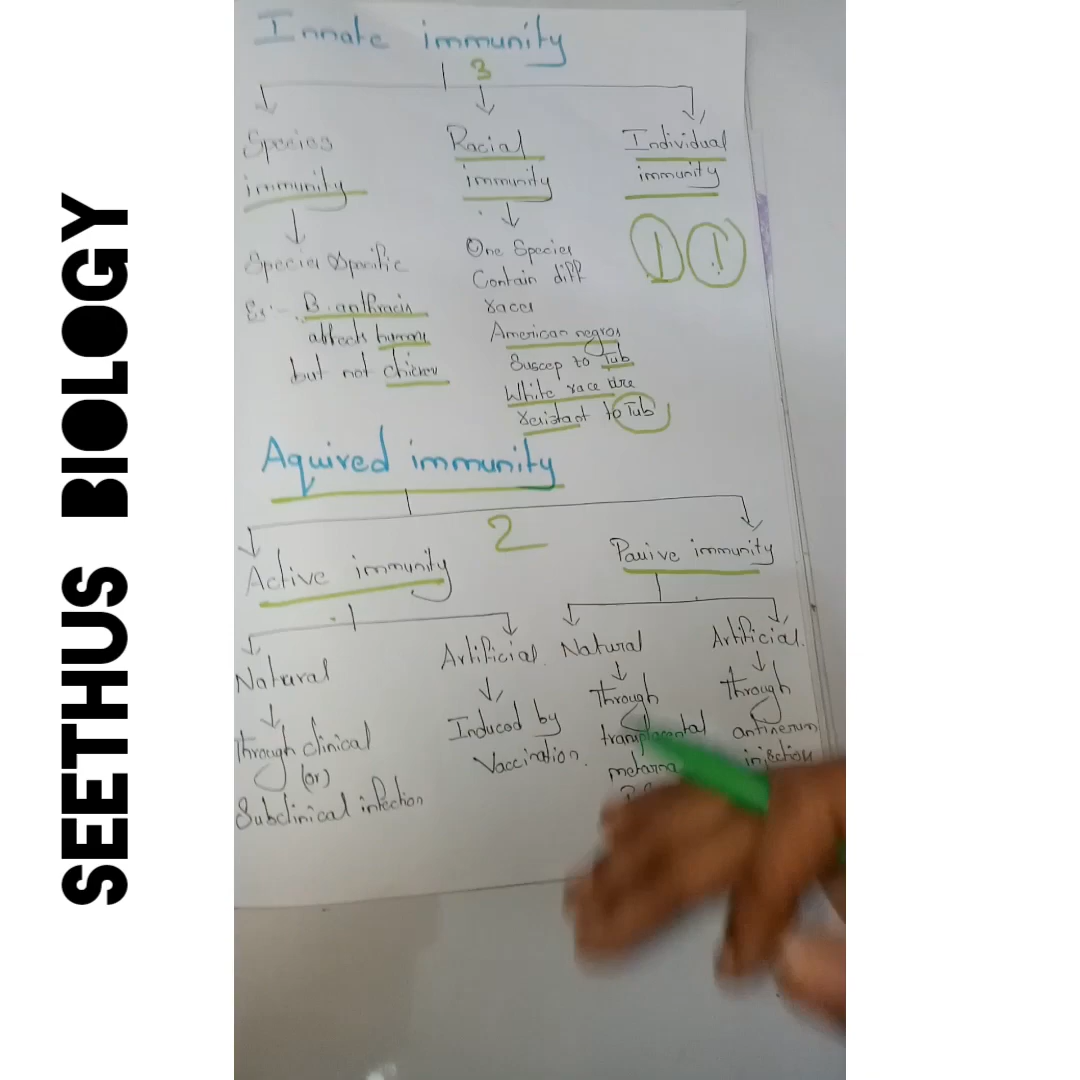 SEETHUS BIOLOGY
Innate immunity
3
Species
immunity
Species Specific
Ex:- B. anthracis
affects humans
but not chicken
Racial
immunity
One Species
Contain diff
races
American negros
Suscep to Tub
White race are
resistant to Tub
Individual
immunity
Aquired immunity
2
Active immunity
Natural
Through clinical
(or)
Subclinical infection
Artificial
Induced by
Vaccination.
Passive immunity
Natural
Through
transplacental
Artificial.
Through
injection